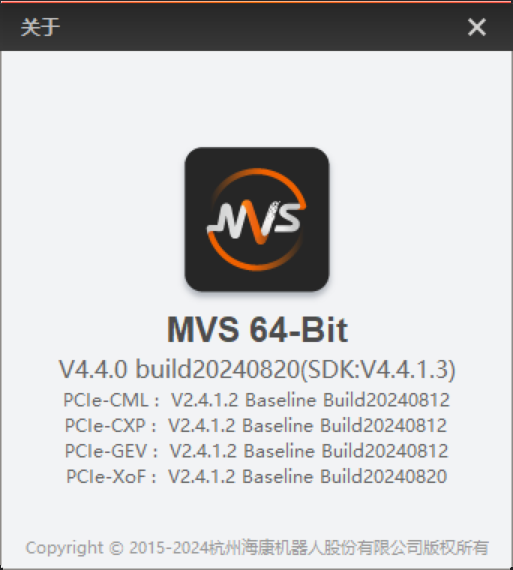 关于
MVS
MVS 64-Bit
V4.4.0 build20240820(SDK:V4.4.1.3)
PCIe-CML： V2.4.1.2 Baseline Build20240812
PCIe-CXP： V2.4.1.2 Baseline Build20240812
PCIe-GEV： V2.4.1.2 Baseline Build20240812
PCIe-XoF： V2.4.1.2 Baseline Build20240820
Copyright © 2015-2024杭州海康机器人股份有限公司版权所有